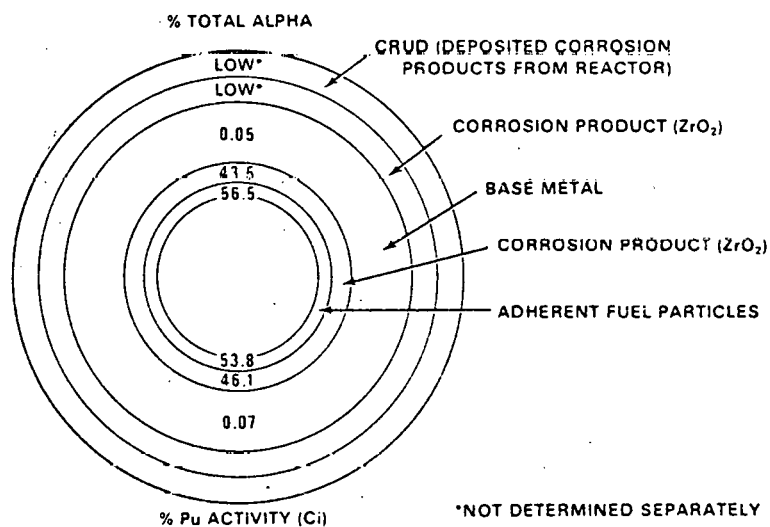 % TOTAL ALPHA
CRUD (DEPOSITED CORROSION
PRODUCTS FROM REACTOR)
LOW*
LOW*
CORROSION PRODUCT (ZrO₂)
0.05
43.5
BASE METAL
56.5
CORROSION PRODUCT (ZrO₂)
ADHERENT FUEL PARTICLES
53.8
46.1
0.07
% Pu ACTIVITY (Ci)
*NOT DETERMINED SEPARATELY